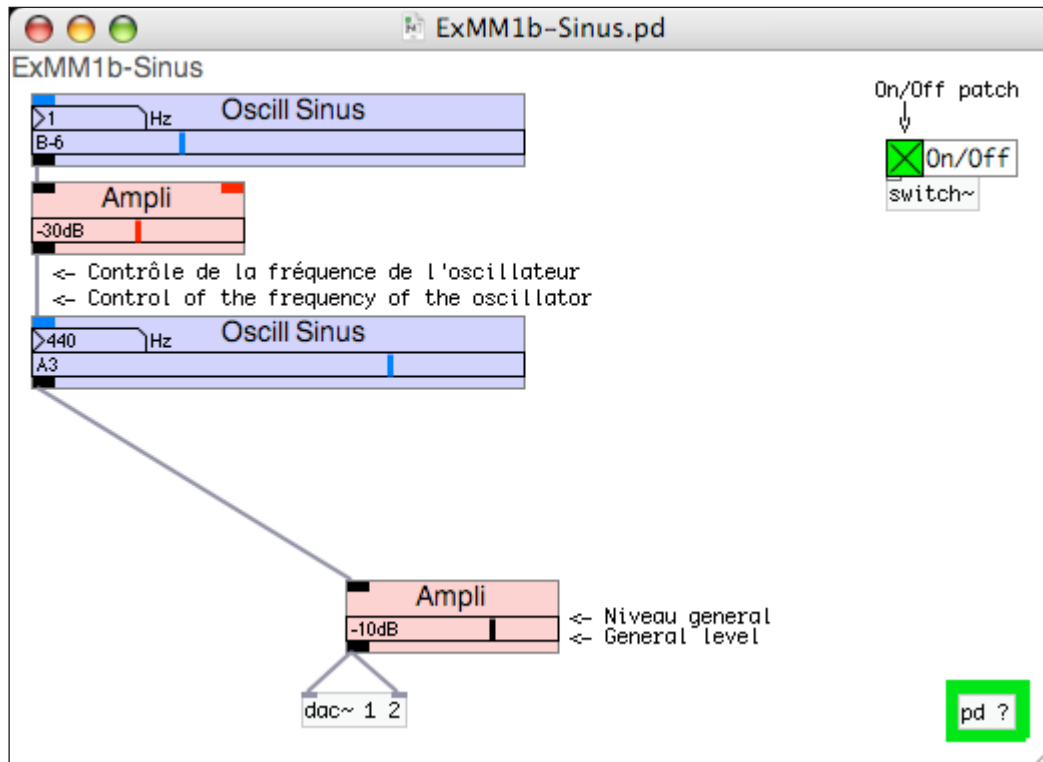 ExMM1b-Sinus.pd
ExMM1b-Sinus
Oscill Sinus
1 Hz
B-6
On/Off patch
On/Off
switch~
Ampli
-30dB
<- Contrôle de la fréquence de l'oscillateur
<- Control of the frequency of the oscillator
Oscill Sinus
440 Hz
A3
Ampli
-10dB
<- Niveau general
<- General level
dac~ 1 2
pd ?